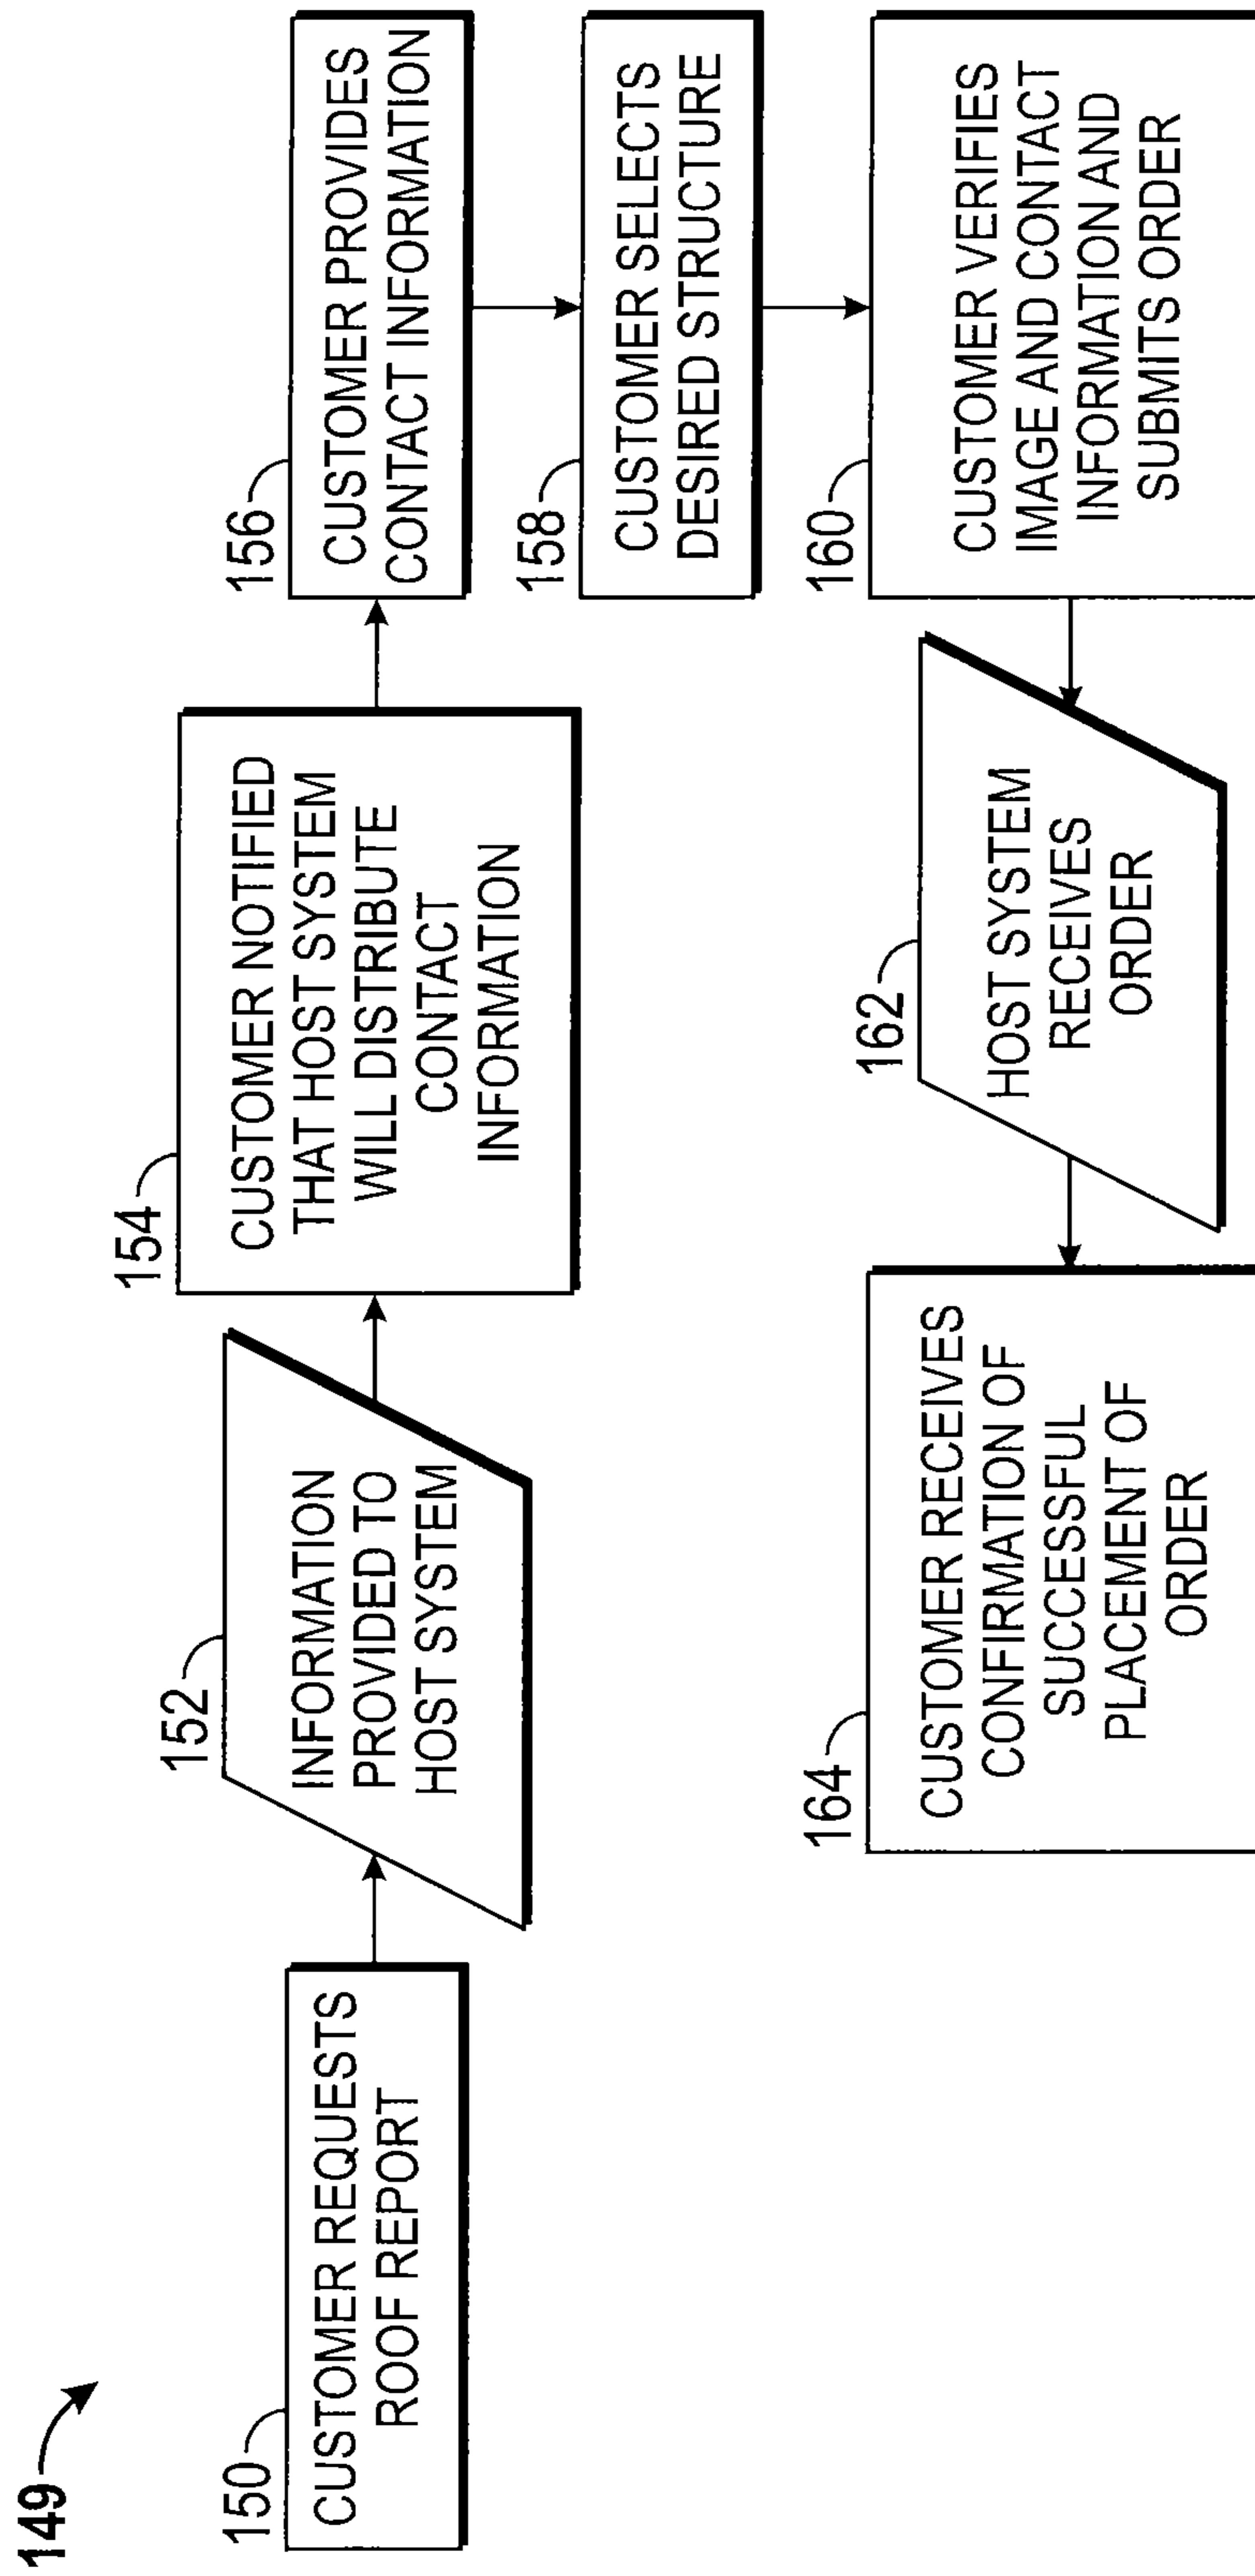 149
150
CUSTOMER REQUESTS
ROOF REPORT
152
INFORMATION
PROVIDED TO
HOST SYSTEM
154
CUSTOMER NOTIFIED
THAT HOST SYSTEM
WILL DISTRIBUTE
CONTACT
INFORMATION
156
CUSTOMER PROVIDES
CONTACT INFORMATION
158
CUSTOMER SELECTS
DESIRED STRUCTURE
160
CUSTOMER VERIFIES
IMAGE AND CONTACT
INFORMATION AND
SUBMITS ORDER
162
HOST SYSTEM
RECEIVES
ORDER
164
CUSTOMER RECEIVES
CONFIRMATION OF
SUCCESSFUL
PLACEMENT OF
ORDER